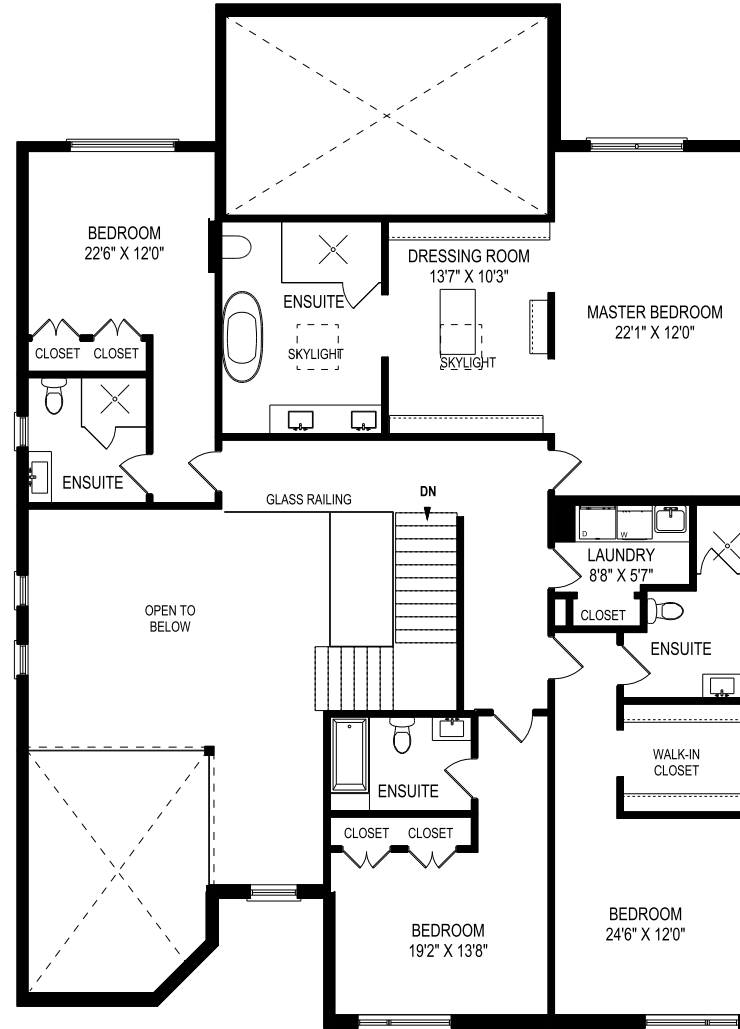 BEDROOM
22'6" X 12'0"
CLOSET
CLOSET
ENSUITE
ENSUITE
SKYLIGHT
DRESSING ROOM
13'7" X 10'3"
SKYLIGHT
MASTER BEDROOM
22'1" X 12'0"
GLASS RAILING
DN
D
W
LAUNDRY
8'8" X 5'7"
CLOSET
ENSUITE
OPEN TO
BELOW
WALK-IN
CLOSET
ENSUITE
CLOSET
CLOSET
BEDROOM
19'2" X 13'8"
BEDROOM
24'6" X 12'0"